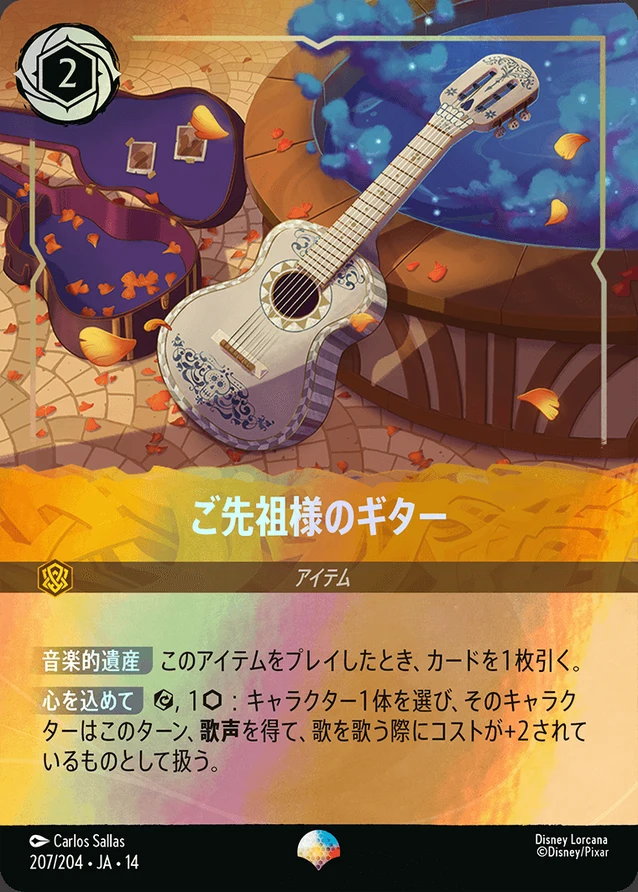 2
ご先祖様のギター
アイテム
音楽的遺産 このアイテムをプレイしたとき、カードを1枚引く。
心を込めて , 1 : キャラクター1体を選び、そのキャラク
ターはこのターン、歌声を得て、歌を歌う際にコストが+2されて
いるものとして扱う。
Carlos Sallas
207/204・JA・14
Disney Lorcana
©Disney/Pixar